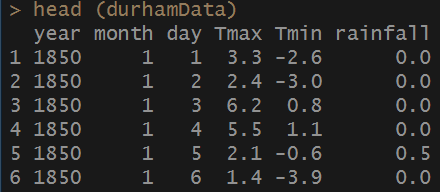 > head (durhamData)
  year month day Tmax Tmin rainfall
1 1850     1   1  3.3 -2.6      0.0
2 1850     1   2  2.4 -3.0      0.0
3 1850     1   3  6.2  0.8      0.0
4 1850     1   4  5.5  1.1      0.0
5 1850     1   5  2.1 -0.6      0.5
6 1850     1   6  1.4 -3.9      0.0